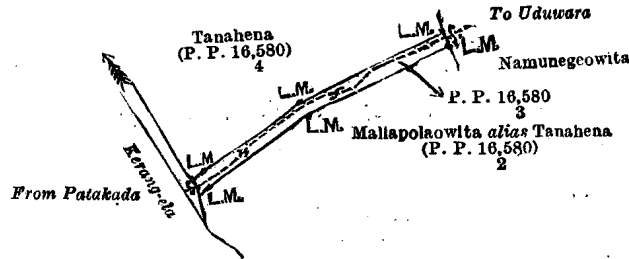 To Uduwara
L.M.
Tanahena
(P. P. 16,580)
4
L.M.
Namunegeowita
L.M.
P. P. 16,580
3
L.M.
Maliapolaowita alias Tanahena
(P. P. 16,580)
2
L.M
Kerang-ela
From Patakada
L.M.